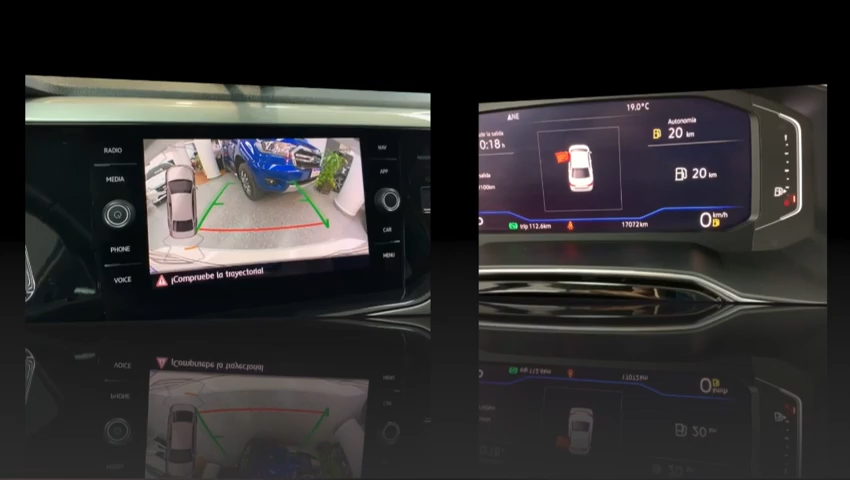 RADIO
MEDIA
PHONE
VOICE
NAV
APP
CAR
MENU
¡Compruebe la trayectoria!
19.0°C
Autonomía
20 km
0:18 h
20 km
trip 112.6km
17072km
0 km/h